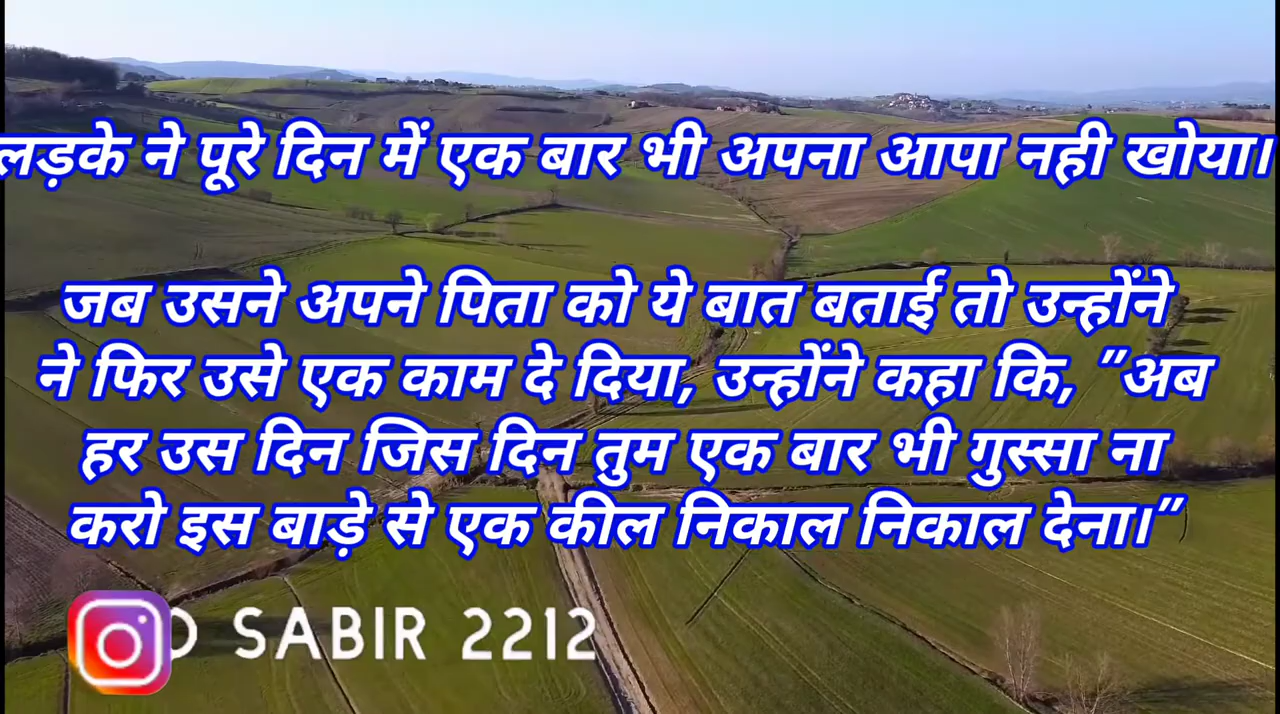 लड़के ने पूरे दिन में एक बार भी अपना आपा नही खोया।
जब उसने अपने पिता को ये बात बताई तो उन्होंने
ने फिर उसे एक काम दे दिया, उन्होंने कहा कि, ”अब
हर उस दिन जिस दिन तुम एक बार भी गुस्सा ना
करो इस बाड़े से एक कील निकाल निकाल देना।”
SABIR 2212